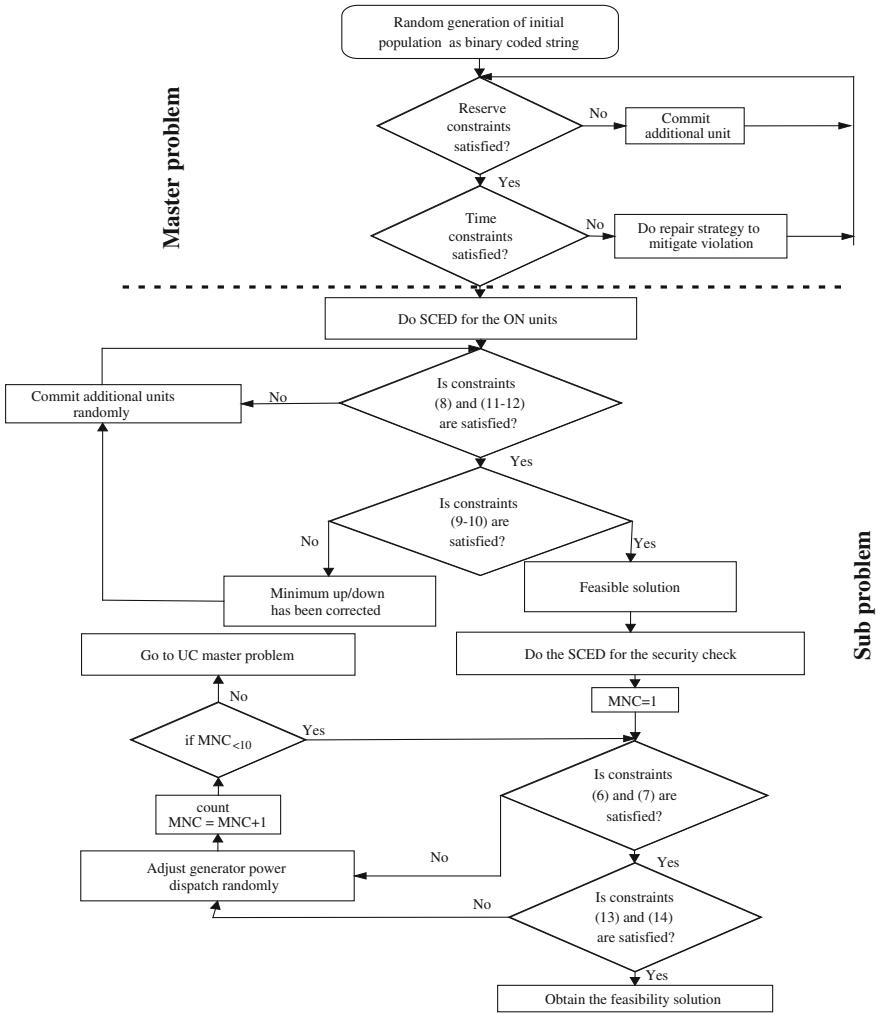 Random generation of initial
population as binary coded string
Master problem
Reserve
constraints
satisfied?
No
Commit
additional unit
Yes
Time
constraints
satisfied?
No
Do repair strategy to
mitigate violation
Do SCED for the ON units
Is constraints
(8) and (11-12)
are satisfied?
No
Commit additional units
randomly
Yes
Is constraints
(9-10) are
satisfied?
No
Yes
Minimum up/down
has been corrected
Feasible solution
Sub problem
Go to UC master problem
Do the SCED for the security check
No
MNC=1
if MNC <10
Yes
Is constraints
(6) and (7) are
satisfied?
count
MNC = MNC+1
No
Yes
Adjust generator power
dispatch randomly
No
Is constraints
(13) and (14)
are satisfied?
Yes
Obtain the feasibility solution